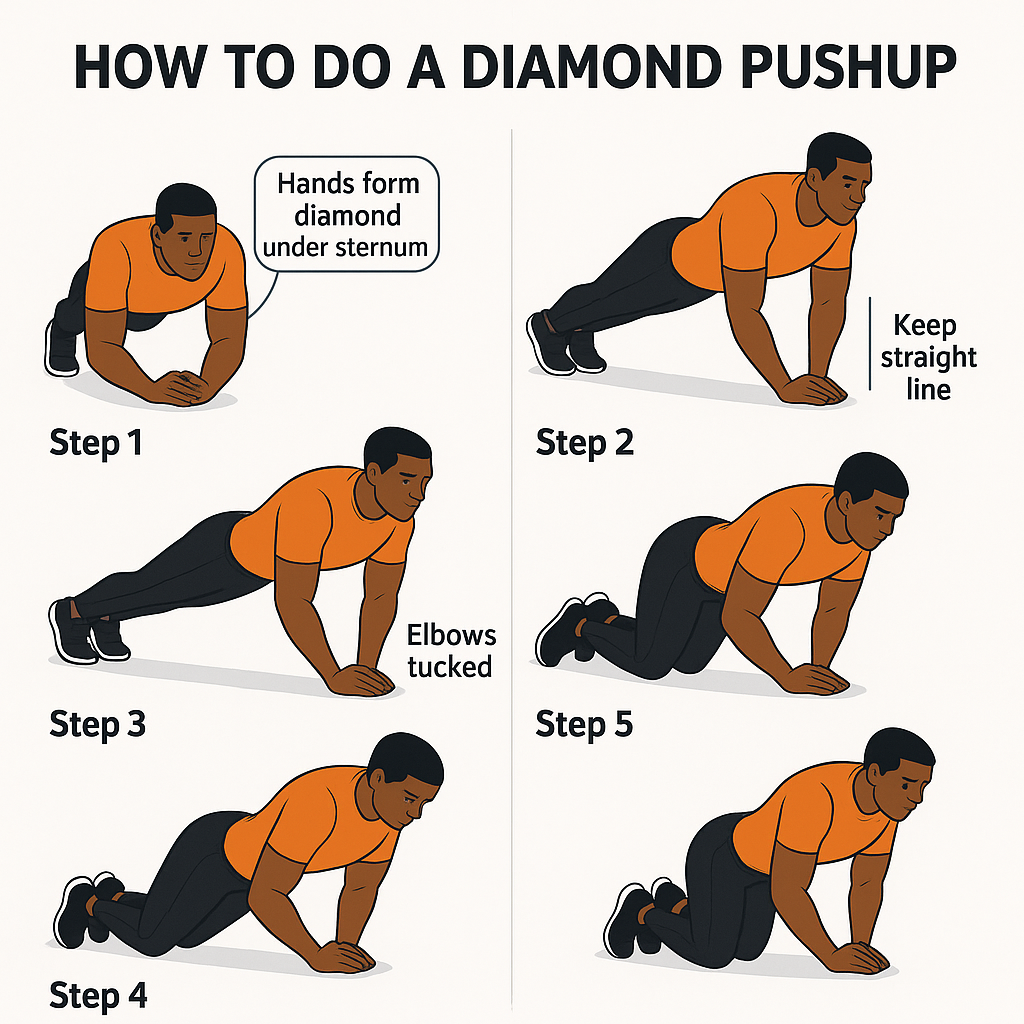 HOW TO DO A DIAMOND PUSHUP
Hands form
diamond
under sternum
Step 1
Keep
straight
line
Step 2
Elbows
tucked
Step 3
Step 5
Step 4